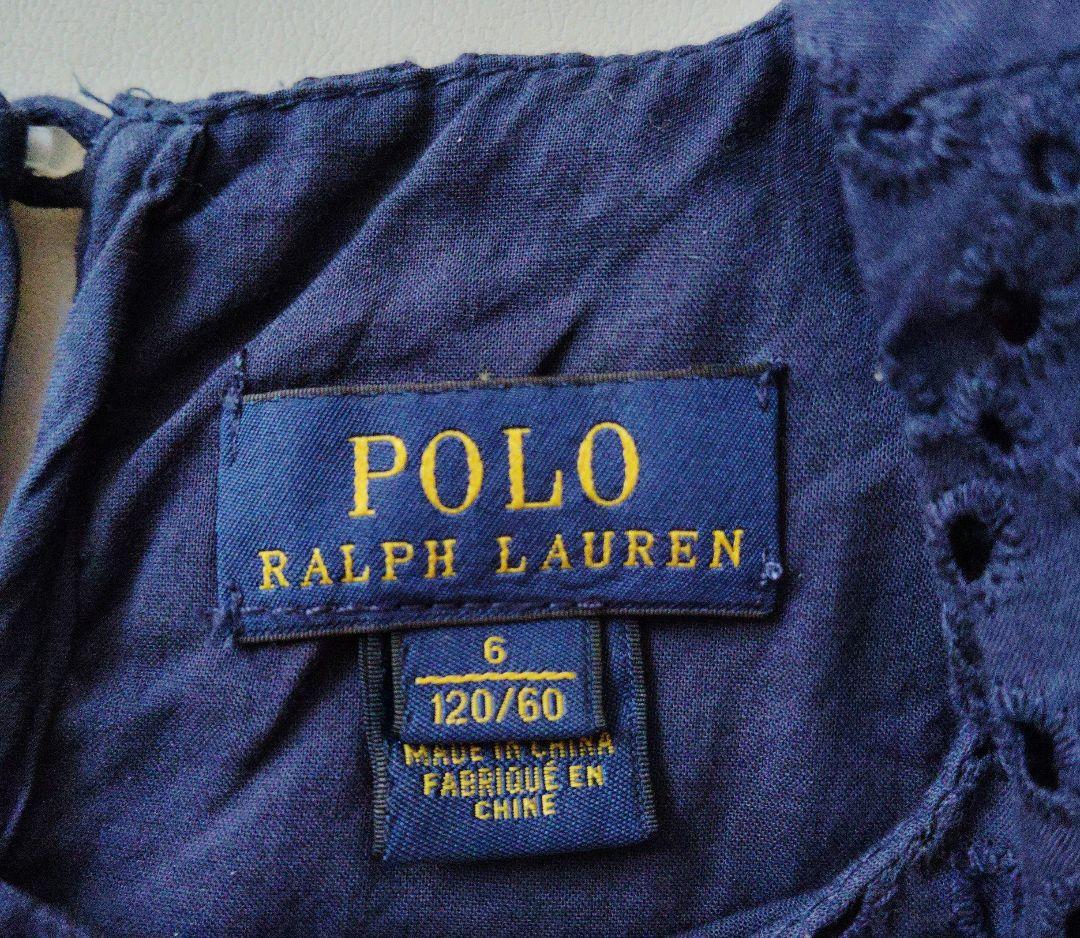 POLO
RALPH LAUREN
6
120/60
MADE IN CHINA
FABRIQUÉ EN
CHINE